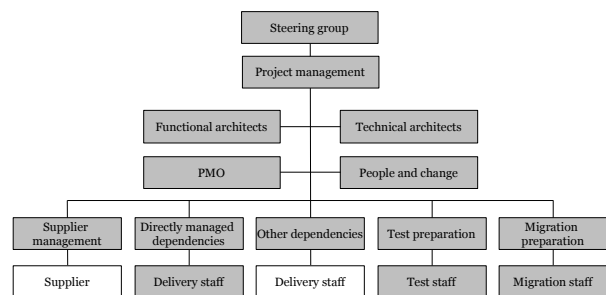 Steering group
Project management
Functional architects
Technical architects
PMO
People and change
Supplier
management
Directly managed
dependencies
Other dependencies
Test preparation
Migration
preparation
Supplier
Delivery staff
Delivery staff
Test staff
Migration staff